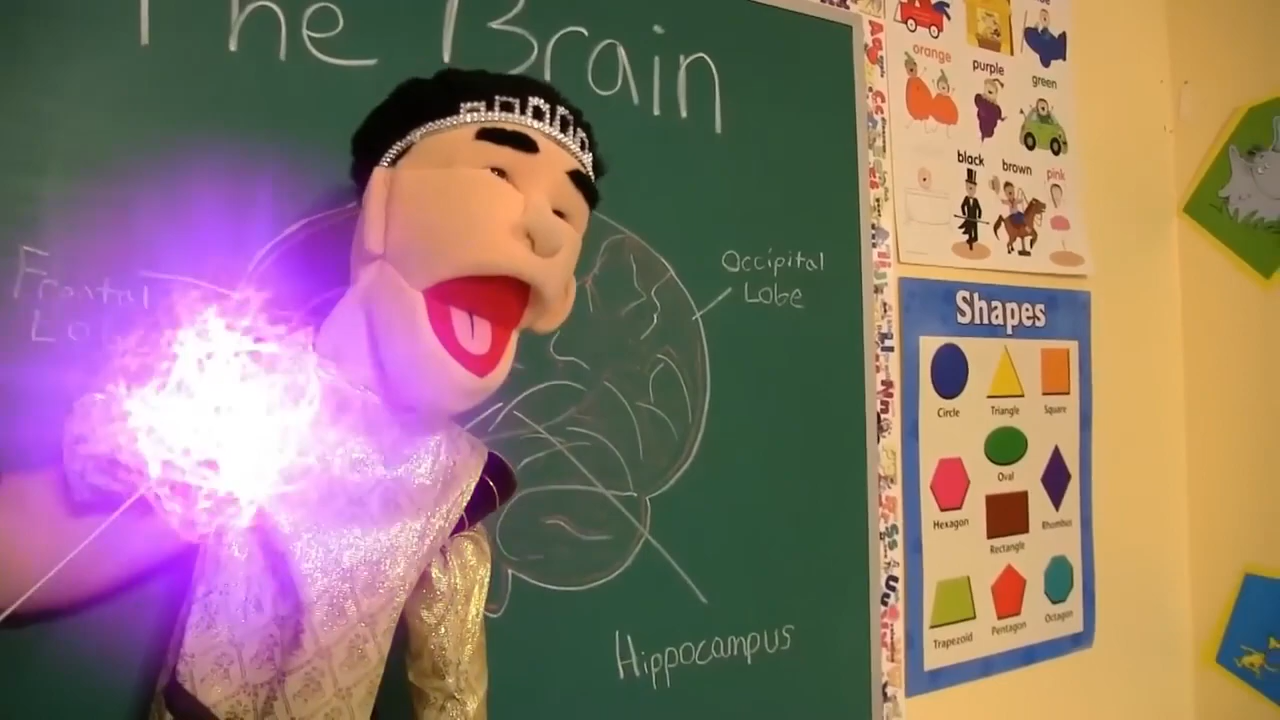 The Brain
Frontal
Occipital
Lobe
Hippocampus
orange
purple
green
black
brown
pink
Shapes
Circle
Triangle
Square
Oval
Hexagon
Rhombus
Rectangle
Trapezoid
Pentagon
Octagon